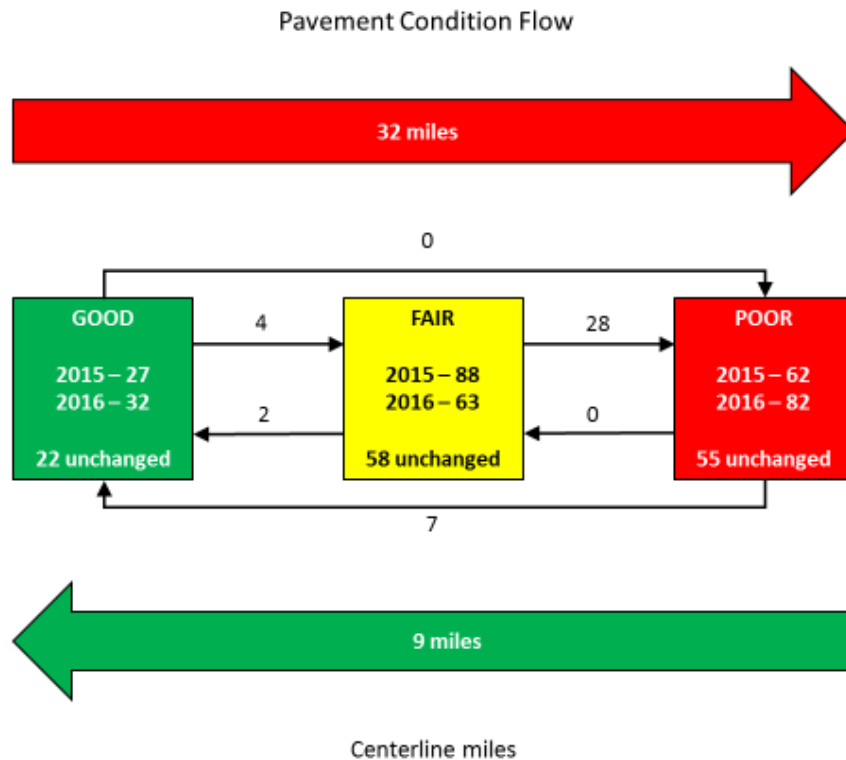 Pavement Condition Flow
32 miles
0
GOOD
2015 – 27
2016 – 32
22 unchanged
4
2
FAIR
2015 – 88
2016 – 63
58 unchanged
28
0
POOR
2015 – 62
2016 – 82
55 unchanged
7
9 miles
Centerline miles